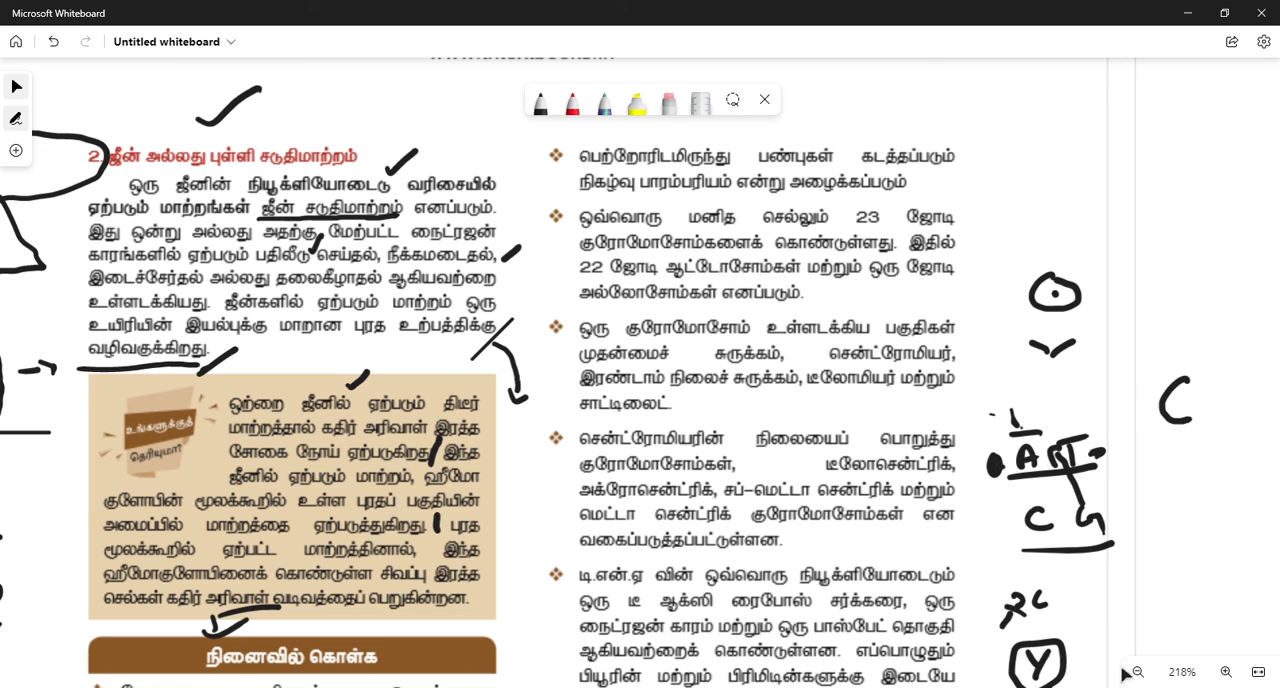 Microsoft Whiteboard
Untitled whiteboard
2. ஜீன் அல்லது புள்ளி சடுதிமாற்றம்
ஒரு ஜீனின் நியூக்ளியோடைடு வரிசையில்
ஏற்படும் மாற்றங்கள் ஜீன் சடுதிமாற்றம் எனப்படும்.
இது ஒன்று அல்லது அதற்கு மேற்பட்ட நைட்ரஜன்
காரங்களில் ஏற்படும் பதிலீடு செய்தல், நீக்கமடைதல்,
இடைச்சேர்தல் அல்லது தலைகீழாதல் ஆகியவற்றை
உள்ளடக்கியது. ஜீன்களில் ஏற்படும் மாற்றம் ஒரு
உயிரியின் இயல்புக்கு மாறான புரத உற்பத்திக்கு
வழிவகுக்கிறது.
உங்களுக்குத்
தெரியுமா?
ஒற்றை ஜீனில் ஏற்படும் திடீர்
மாற்றத்தால் கதிர் அரிவாள் இரத்த
சோகை நோய் ஏற்படுகிறது. இந்த
ஜீனில் ஏற்படும் மாற்றம், ஹீமோ
குளோபின் மூலக்கூறில் உள்ள புரதப் பகுதியின்
அமைப்பில் மாற்றத்தை ஏற்படுத்துகிறது. புரத
மூலக்கூறில் ஏற்பட்ட மாற்றத்தினால், இந்த
ஹீமோகுளோபினைக் கொண்டுள்ள சிவப்பு இரத்த
செல்கள் கதிர் அரிவாள் வடிவத்தைப் பெறுகின்றன.
நினைவில் கொள்க
பெற்றோரிடமிருந்து பண்புகள் கடத்தப்படும்
நிகழ்வு பாரம்பரியம் என்று அழைக்கப்படும்
ஒவ்வொரு மனித செல்லும் 23 ஜோடி
குரோமோசோம்களைக் கொண்டுள்ளது. இதில்
22 ஜோடி ஆட்டோசோம்கள் மற்றும் ஒரு ஜோடி
அல்லோசோம்கள் எனப்படும்.
ஒரு குரோமோசோம் உள்ளடக்கிய பகுதிகள்
முதன்மைச் சுருக்கம், சென்ட்ரோமியர்,
இரண்டாம் நிலைச் சுருக்கம், டீலோமியர் மற்றும்
சாட்டிலைட்.
சென்ட்ரோமியரின் நிலையைப் பொறுத்து
குரோமோசோம்கள், டீலோசென்ட்ரிக்,
அக்ரோசென்ட்ரிக், சப்-மெட்டா சென்ட்ரிக் மற்றும்
மெட்டா சென்ட்ரிக் குரோமோசோம்கள் என
வகைப்படுத்தப்பட்டுள்ளன.
டி.என்.ஏ வின் ஒவ்வொரு நியூக்ளியோடைடும்
ஒரு டீ ஆக்ஸி ரைபோஸ் சர்க்கரை, ஒரு
நைட்ரஜன் காரம் மற்றும் ஒரு பாஸ்பேட் தொகுதி
ஆகியவற்றைக் கொண்டுள்ளன. எப்பொழுதும்
பியூரின் மற்றும் பிரிமிடின்களுக்கு இடையே
C
A
C
Y
218%